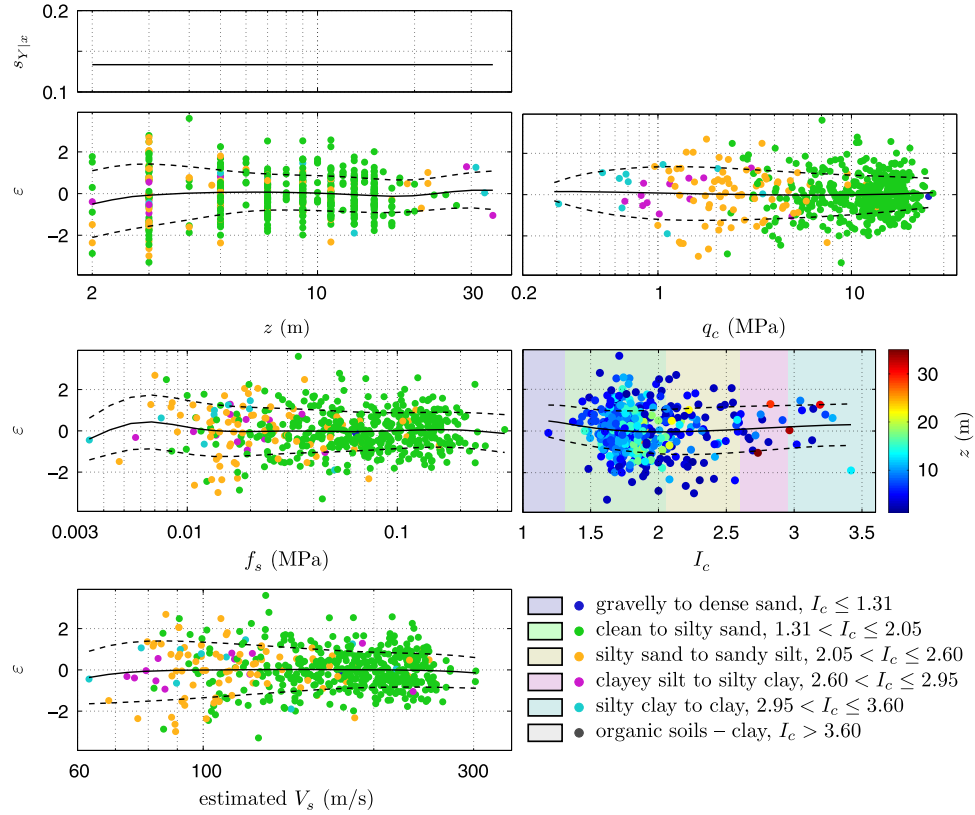 0.2
s_{Y|x}
0.1
2
0
−2
ε
2
10
30
z (m)
2
0
−2
ε
0.2
1
10
q_c (MPa)
2
0
−2
ε
0.003
0.01
0.1
f_s (MPa)
1
1.5
2
2.5
3
3.5
I_c
30
20
10
z (m)
2
0
−2
ε
60
100
300
estimated V_s (m/s)
gravelly to dense sand, I_c ≤ 1.31
clean to silty sand, 1.31 < I_c ≤ 2.05
silty sand to sandy silt, 2.05 < I_c ≤ 2.60
clayey silt to silty clay, 2.60 < I_c ≤ 2.95
silty clay to clay, 2.95 < I_c ≤ 3.60
organic soils – clay, I_c > 3.60